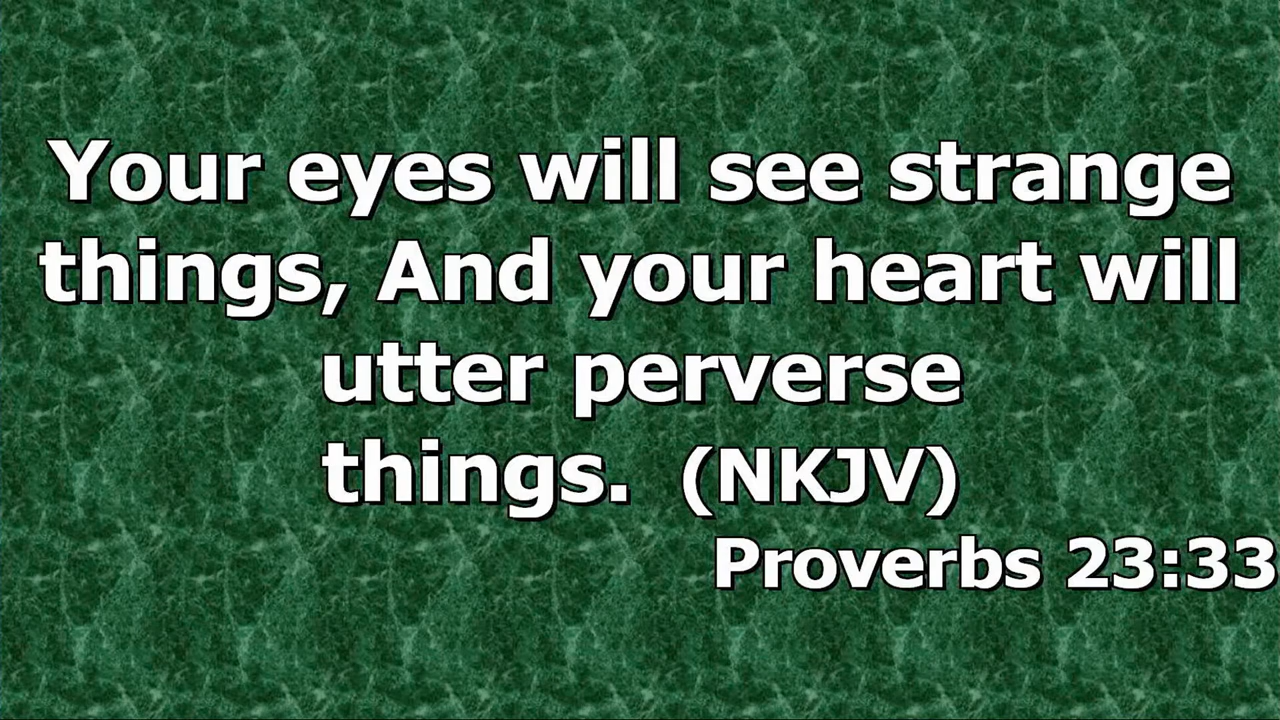 Your eyes will see strange
things, And your heart will
utter perverse
things. (NKJV)
Proverbs 23:33